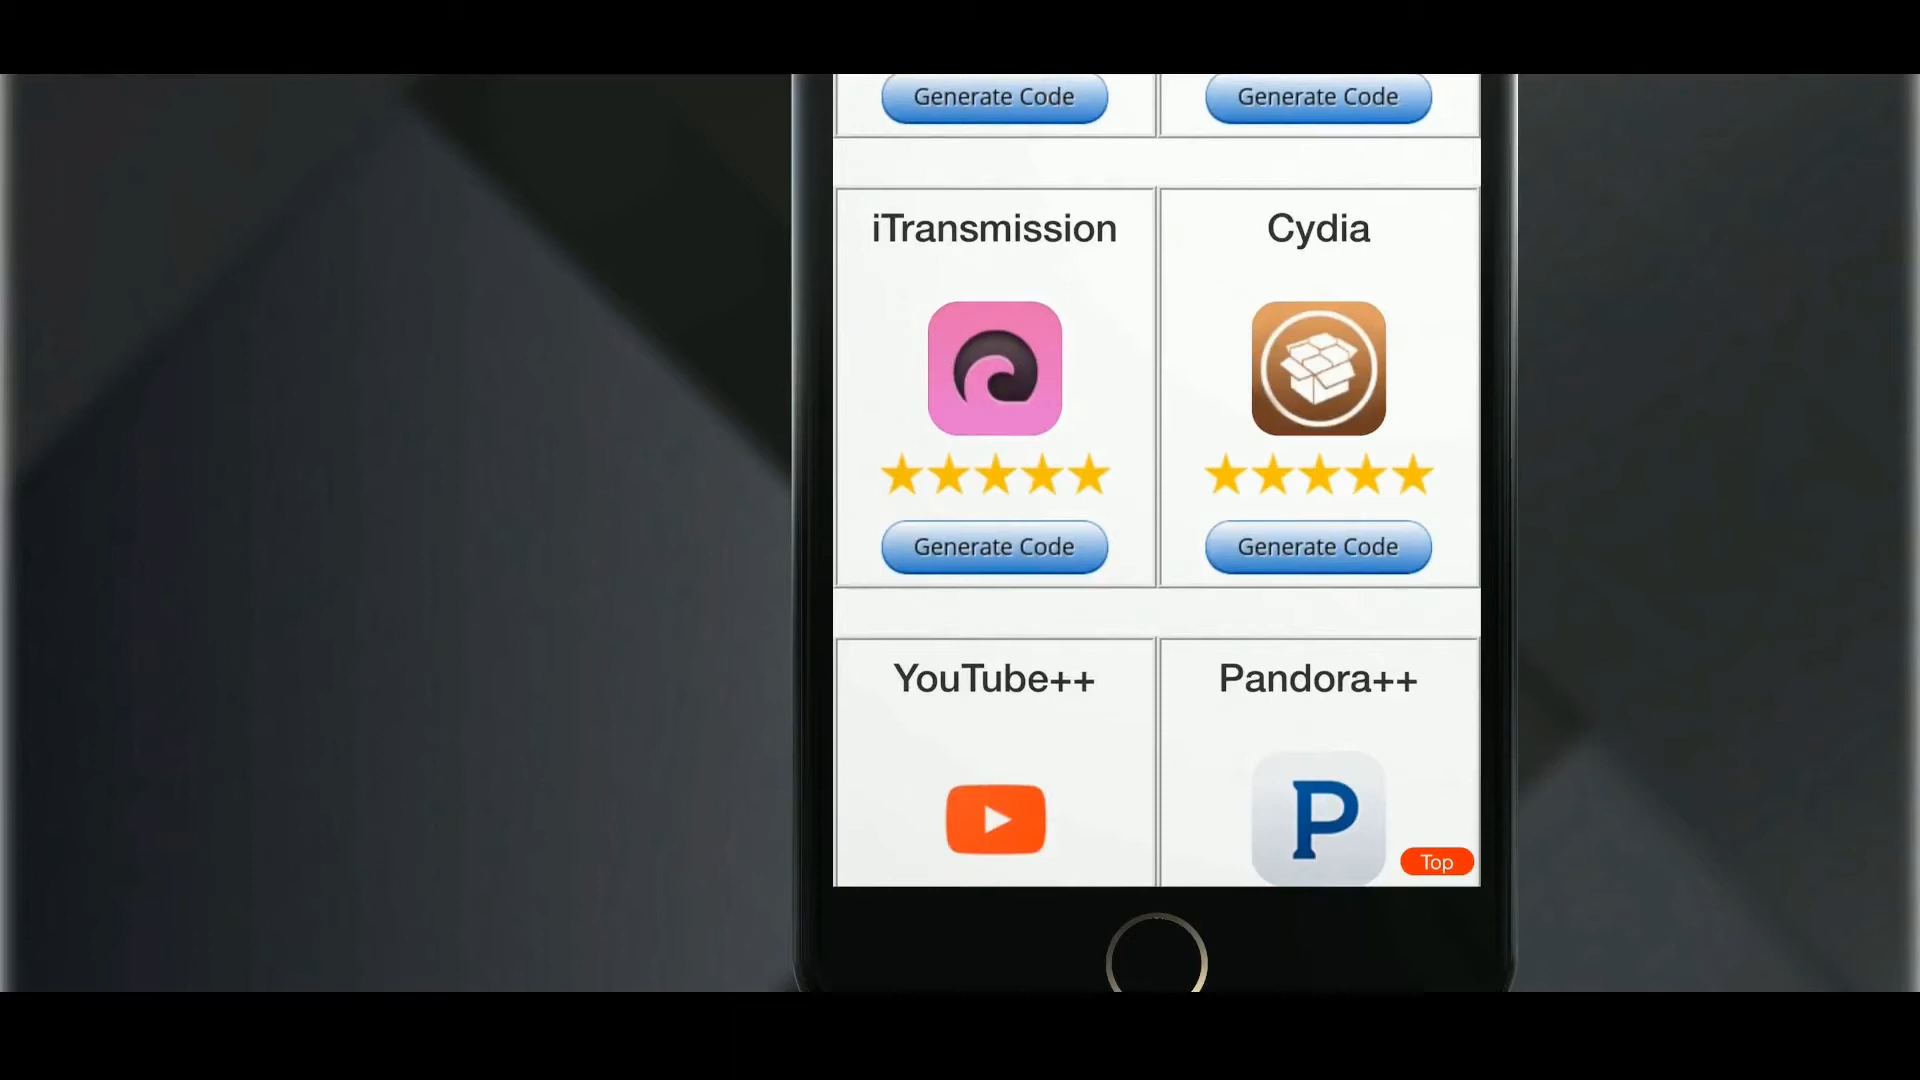 Generate Code Generate Code
iTransmission Cydia
Generate Code Generate Code
YouTube++ Pandora++
P
Top